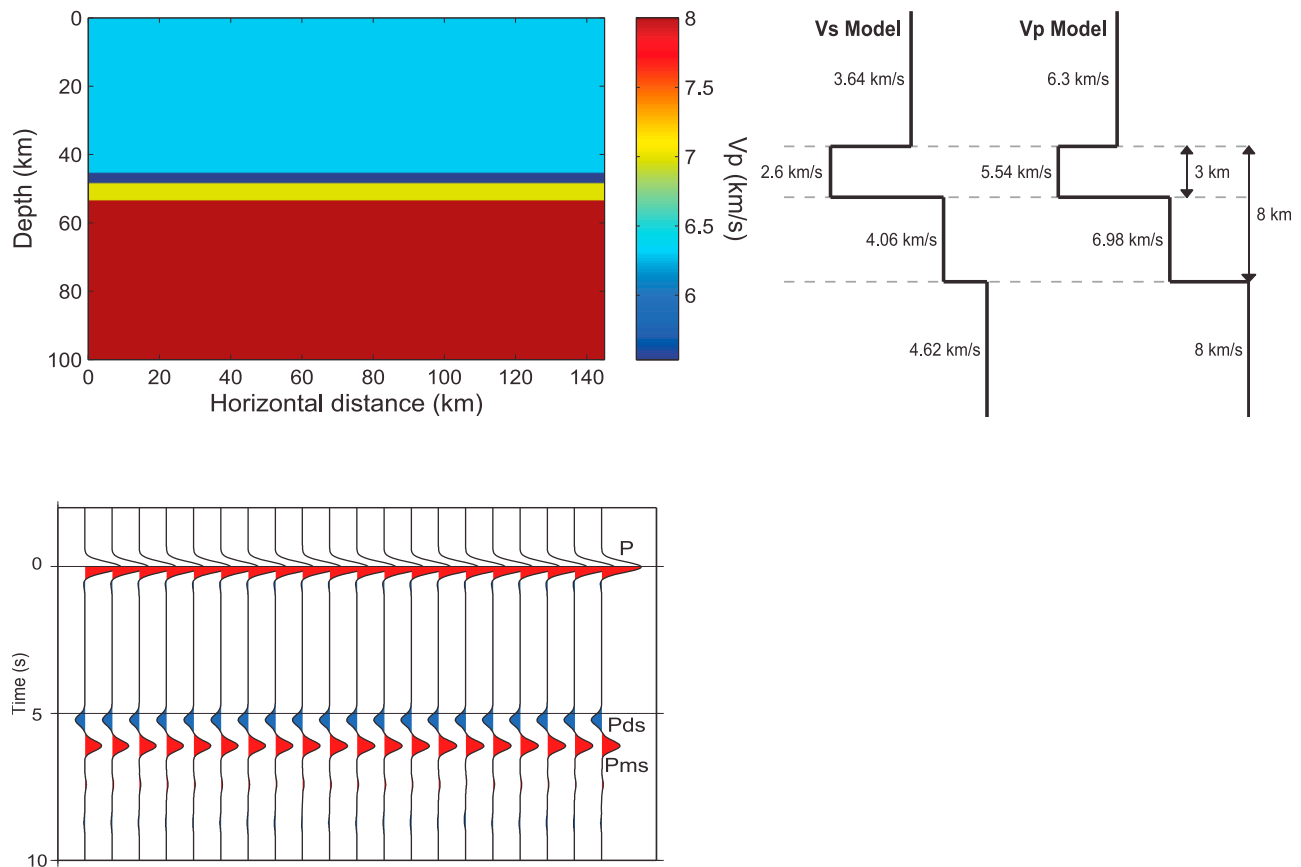 0
20
40
60
80
100
Depth (km)
0 20 40 60 80 100 120 140
Horizontal distance (km)
8
7.5
7
6.5
6
Vp (km/s)
Vs Model Vp Model
3.64 km/s 6.3 km/s
2.6 km/s 5.54 km/s 3 km
8 km
4.06 km/s 6.98 km/s
4.62 km/s 8 km/s
P
0
Time (s)
5
Pds
Pms
10